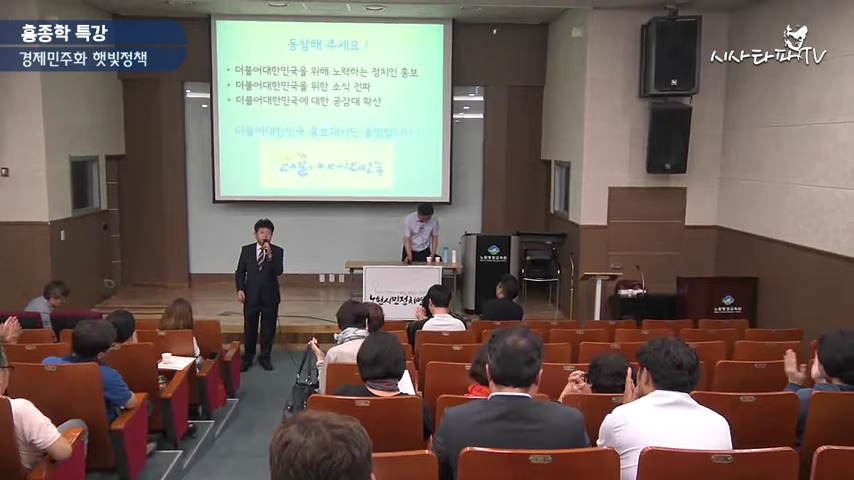 홍종학 특강
경제민주화 햇빛정책
시사타파TV
동참해 주세요 !
• 더불어대한민국을 위해 노력하는 정치인 홍보
• 더불어대한민국을 위한 소식 전파
• 더불어대한민국에 대한 공감대 확산
더불어대한민국 홍보대사단 출범합니다 !
더불어대한민국
노원시민정치